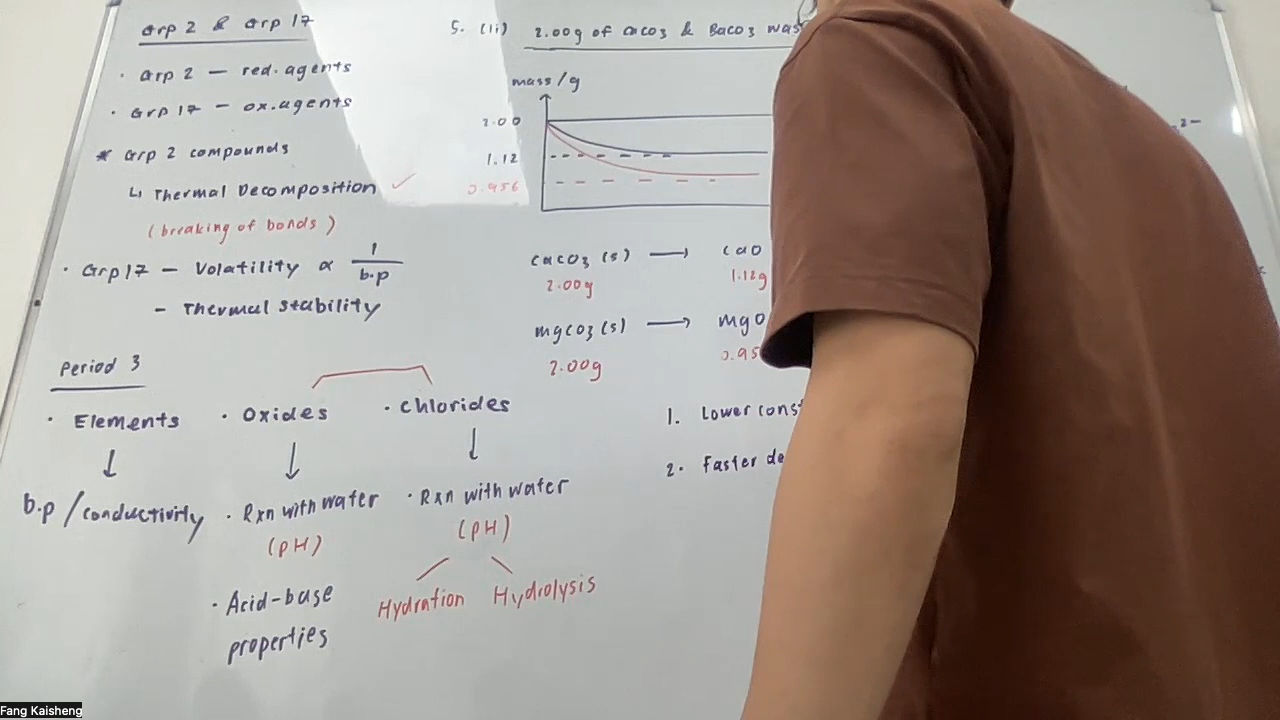 Grp 2 & Grp 17
· Grp 2 — red. agents
· Grp 17 — ox. agents
* Grp 2 compounds
↳ Thermal Decomposition ✓
(breaking of bonds)
· Grp 17 — Volatility ∝ 1/b.p
– Thermal stability
Period 3
· Elements
↓
b.p / conductivity
· Oxides
↓
· Rxn with water
(pH)
· Acid-base
properties
· Chlorides
↓
· Rxn with water
(pH)
Hydration
Hydrolysis
5. (ii) 2.00g of CaCO3 & BaCO3 was
mass/g
2.00
1.12
0.956
CaCO3 (s) → CaO
2.00g 1.12g
MgCO3 (s) → MgO
2.00g 0.95
1. Lower
2. Faster
2-
Fang Kaisheng